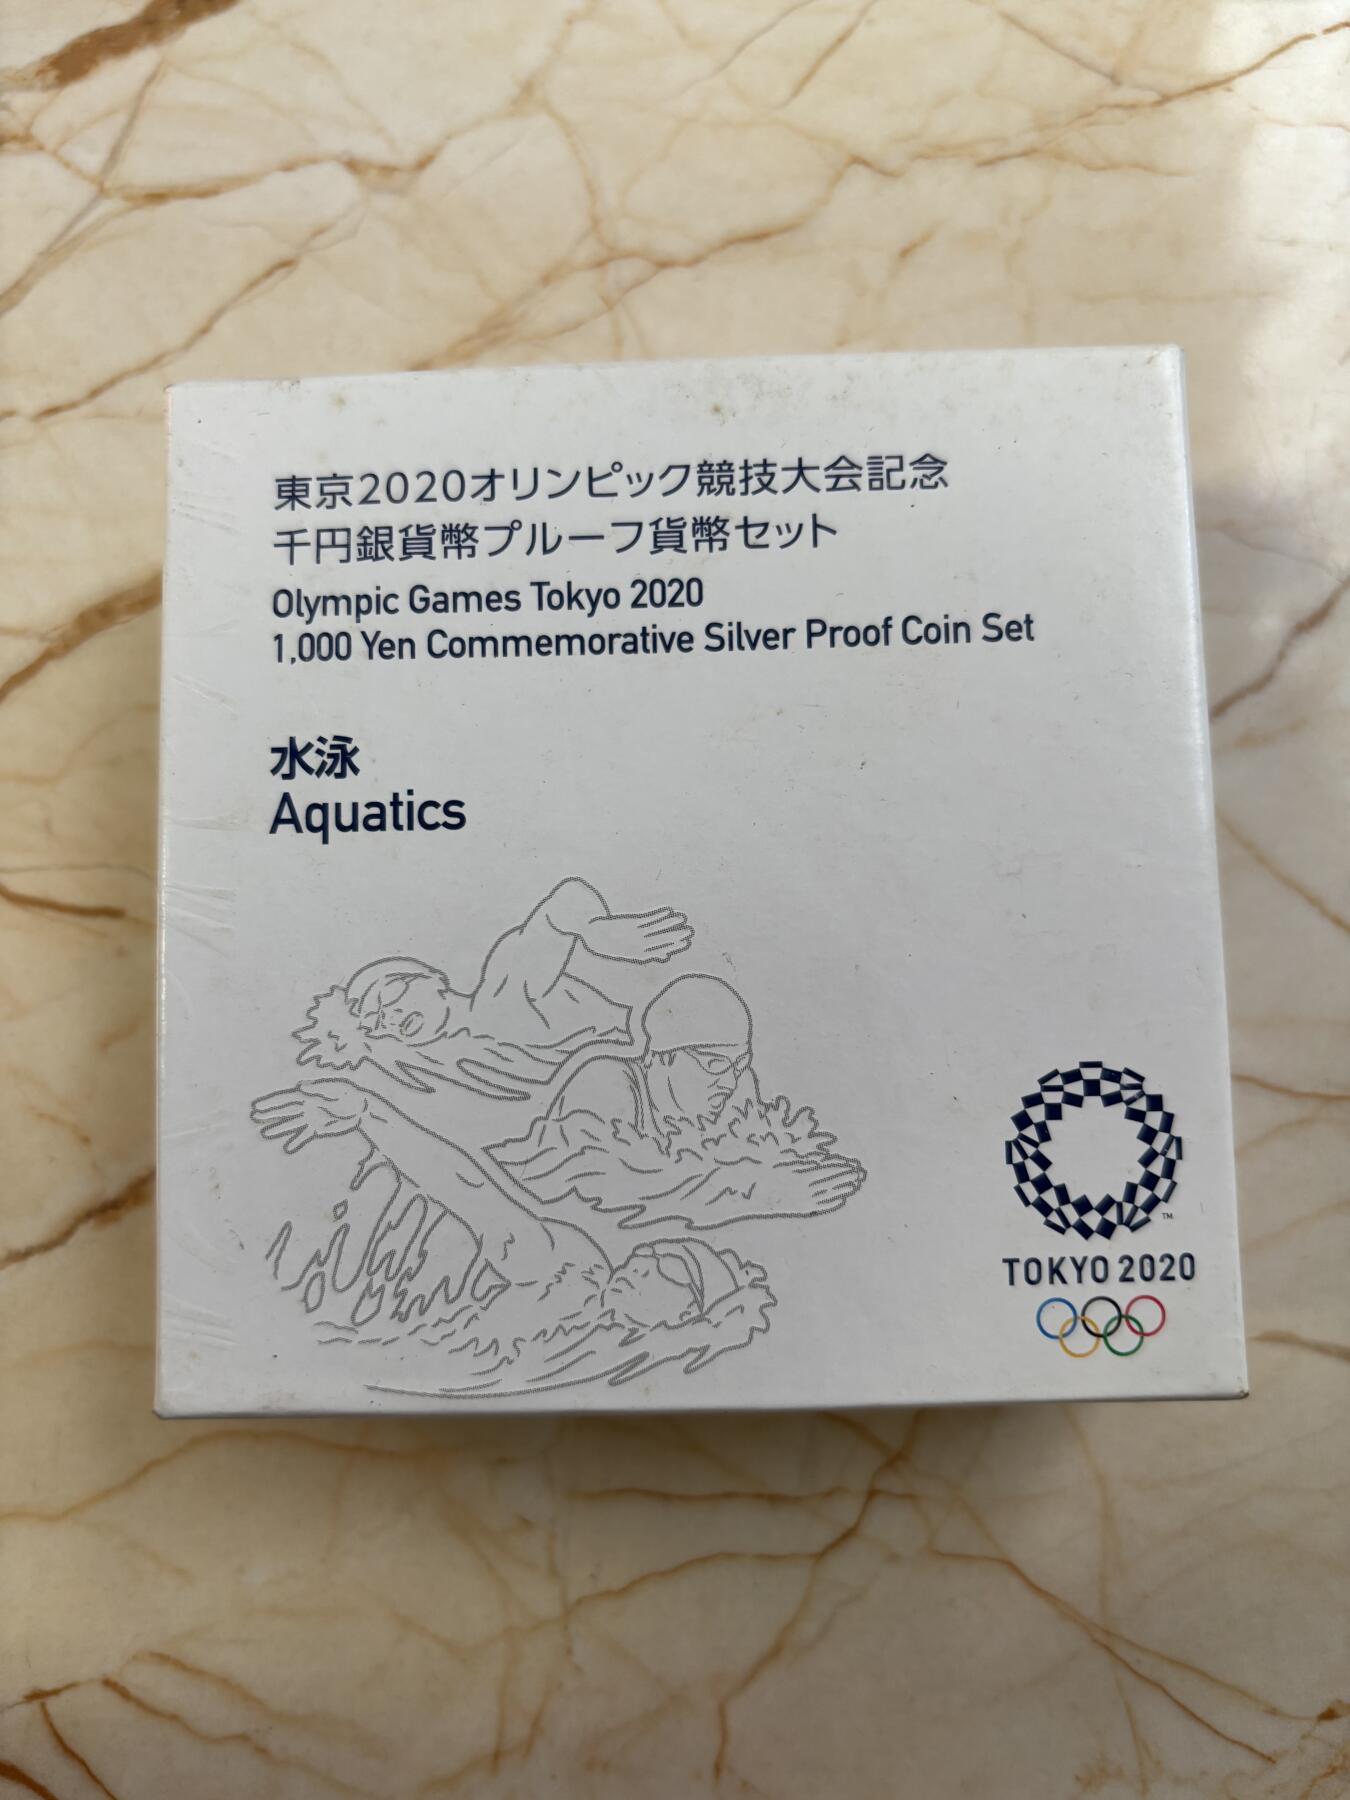 東京2020オリンピック競技大会記念
千円銀貨幣プルーフ貨幣セット
Olympic Games Tokyo 2020
1,000 Yen Commemorative Silver Proof Coin Set
水泳
Aquatics
TM
TOKYO 2020